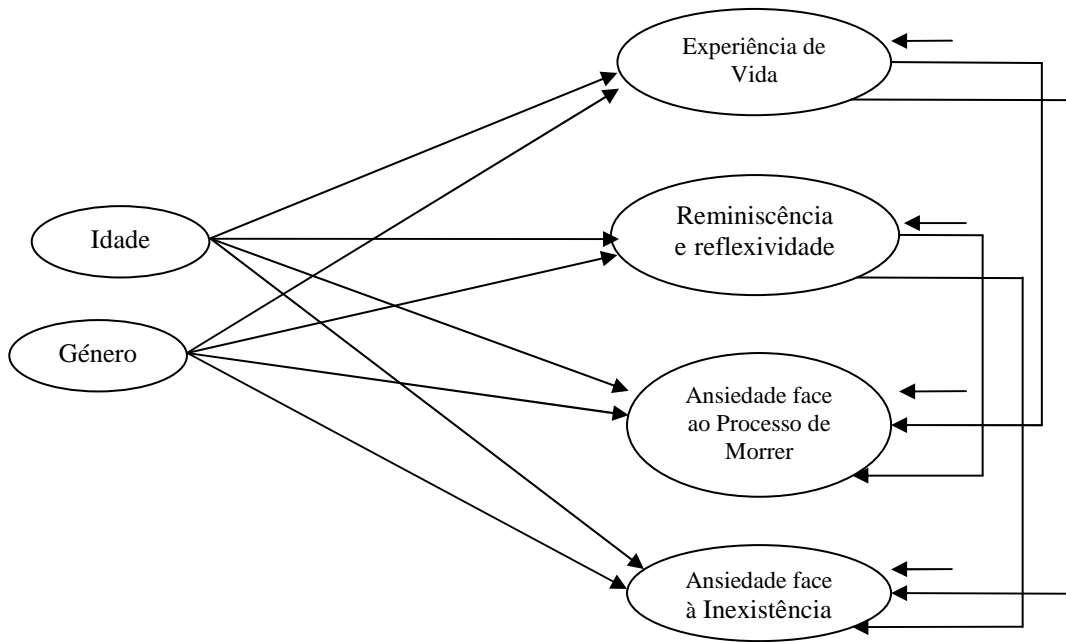 Experiência de
Vida
Reminiscência
e reflexividade
Idade
Género
Ansiedade face
ao Processo de
Morrer
Ansiedade face
à Inexistência